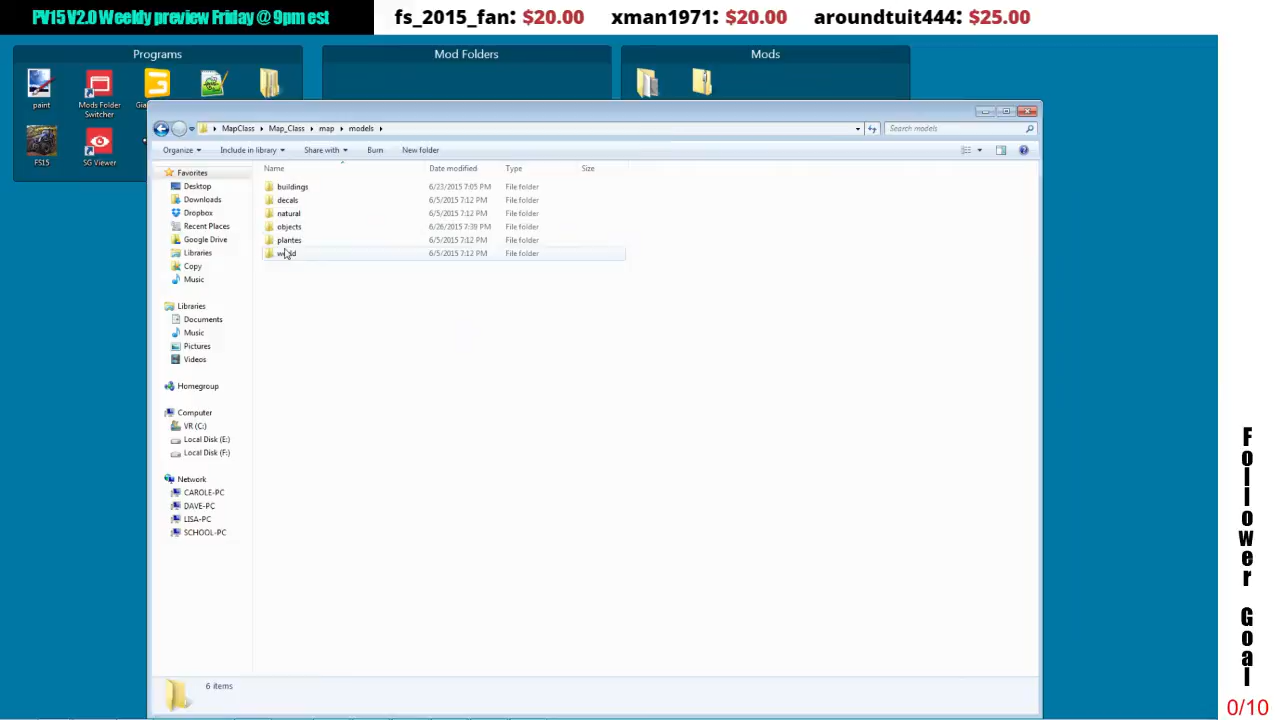 PV15 V2.0 Weekly preview Friday @ 9pm est
fs_2015_fan: $20.00 xman1971: $20.00 aroundtuit444: $25.00
Programs
Mod Folders
Mods
paint
Mods Folder Switcher
FS15
SG Viewer
MapClass
Map_Class
map
models
Search models
Organize
Include in library
Share with
Burn
New folder
Name Date modified Type Size
buildings 6/23/2015 7:05 PM File folder
decals 6/5/2015 7:12 PM File folder
natural 6/5/2015 7:12 PM File folder
objects 6/26/2015 7:39 PM File folder
plantes 6/5/2015 7:12 PM File folder
6/5/2015 7:12 PM File folder
Favorites
Desktop
Downloads
Dropbox
Recent Places
Google Drive
Libraries
Copy
Music
Libraries
Documents
Music
Pictures
Videos
Homegroup
Computer
VR (C:)
Local Disk (E:)
Local Disk (F:)
Network
CAROLE-PC
DAVE-PC
LISA-PC
SCHOOL-PC
6 items
Follower Goal
0/10